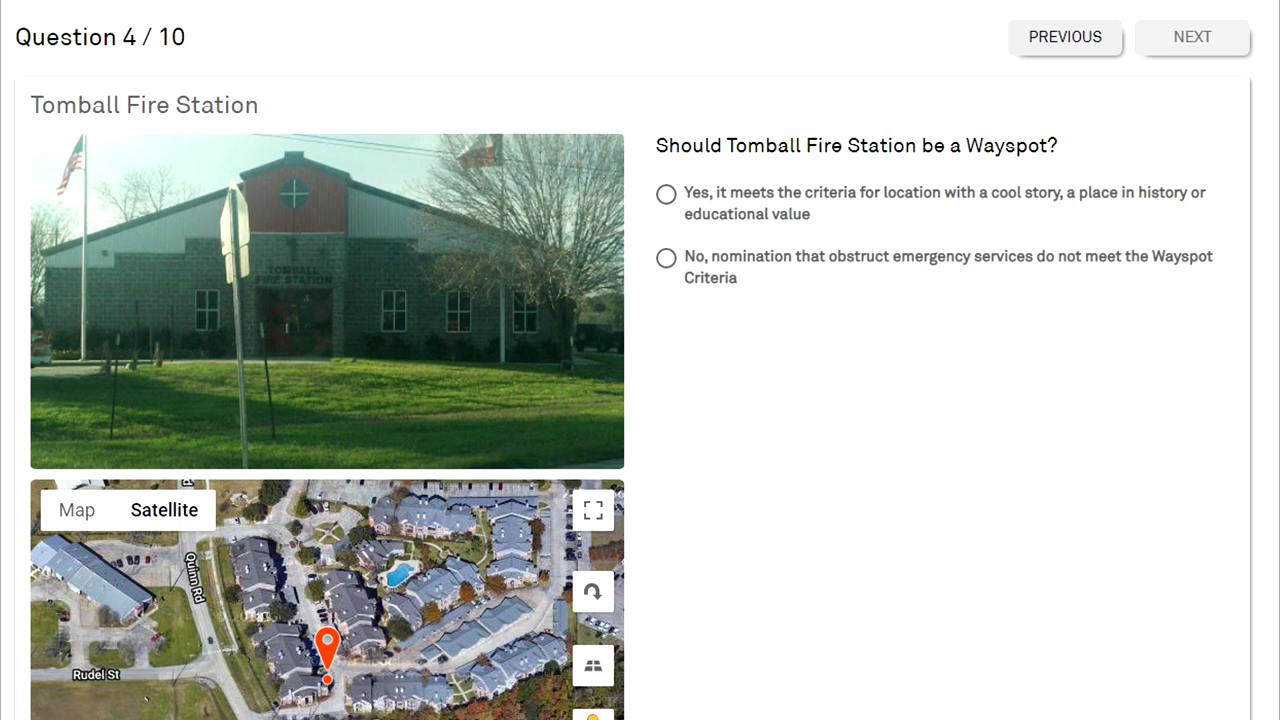 Question 4 / 10
PREVIOUS
NEXT
Tomball Fire Station
TOMBALL
FIRE STATION
Should Tomball Fire Station be a Wayspot?
Yes, it meets the criteria for location with a cool story, a place in history or
educational value
No, nomination that obstruct emergency services do not meet the Wayspot
Criteria
Map
Satellite
Quinn Rd
Rudel St